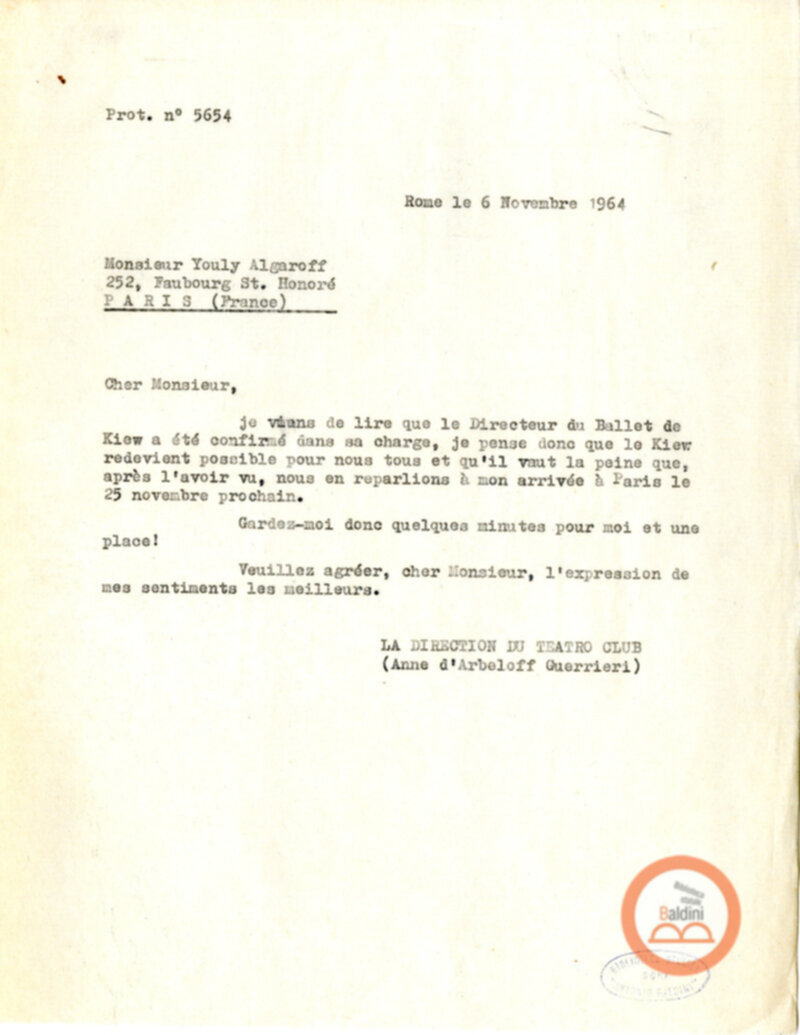 Prot. n° 5654
Rome le 6 Novembre 1964
Monsieur Youly Algaroff
252, Faubourg St. Honoré
P A R I S (France)
Cher Monsieur,
je viens de lire que le Directeur du Ballet de
Kiew a été confirmé dans sa charge, je pense donc que le Kiew
redevient possible pour nous tous et qu'il vaut la peine que,
après l'avoir vu, nous en reparlions à mon arrivée à Paris le
25 novembre prochain.
Gardez-moi donc quelques minutes pour moi et une
place!
Veuillez agréer, cher Monsieur, l'expression de
mes sentiments les meilleurs.
LA DIRECTION DU TEATRO CLUB
(Anne d'Arbeloff Guerrieri)
Biblioteca
statale
Baldini